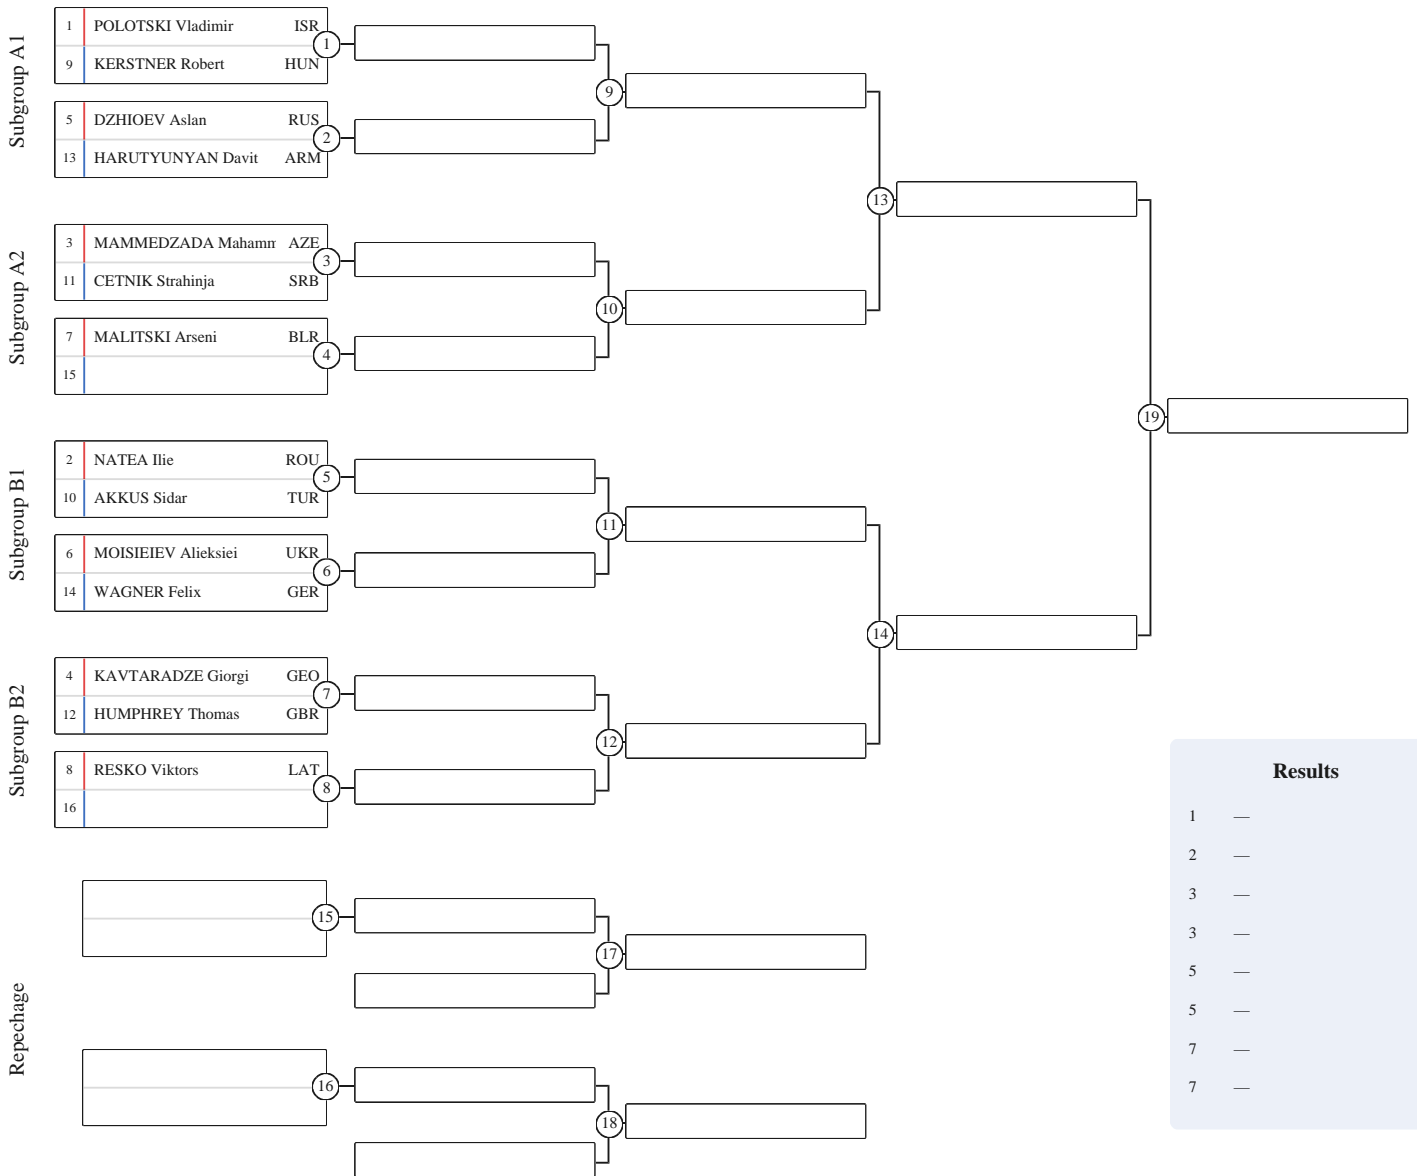 Subgroup A1
1 POLOTSKI Vladimir ISR
9 KERSTNER Robert HUN
1
5 DZHIOEV Aslan RUS
13 HARUTYUNYAN Davit ARM
2
9
Subgroup A2
3 MAMMEDZADA Mahamm AZE
11 CETNIK Strahinja SRB
3
7 MALITSKI Arseni BLR
15
4
10
13
Subgroup B1
2 NATEA Ilie ROU
10 AKKUS Sidar TUR
5
6 MOISIEIEV Alieksiei UKR
14 WAGNER Felix GER
6
11
Subgroup B2
4 KAVTARADZE Giorgi GEO
12 HUMPHREY Thomas GBR
7
8 RESKO Viktors LAT
16
8
12
14
19
Repechage
15
17
16
18
Results
1 —
2 —
3 —
3 —
5 —
5 —
7 —
7 —